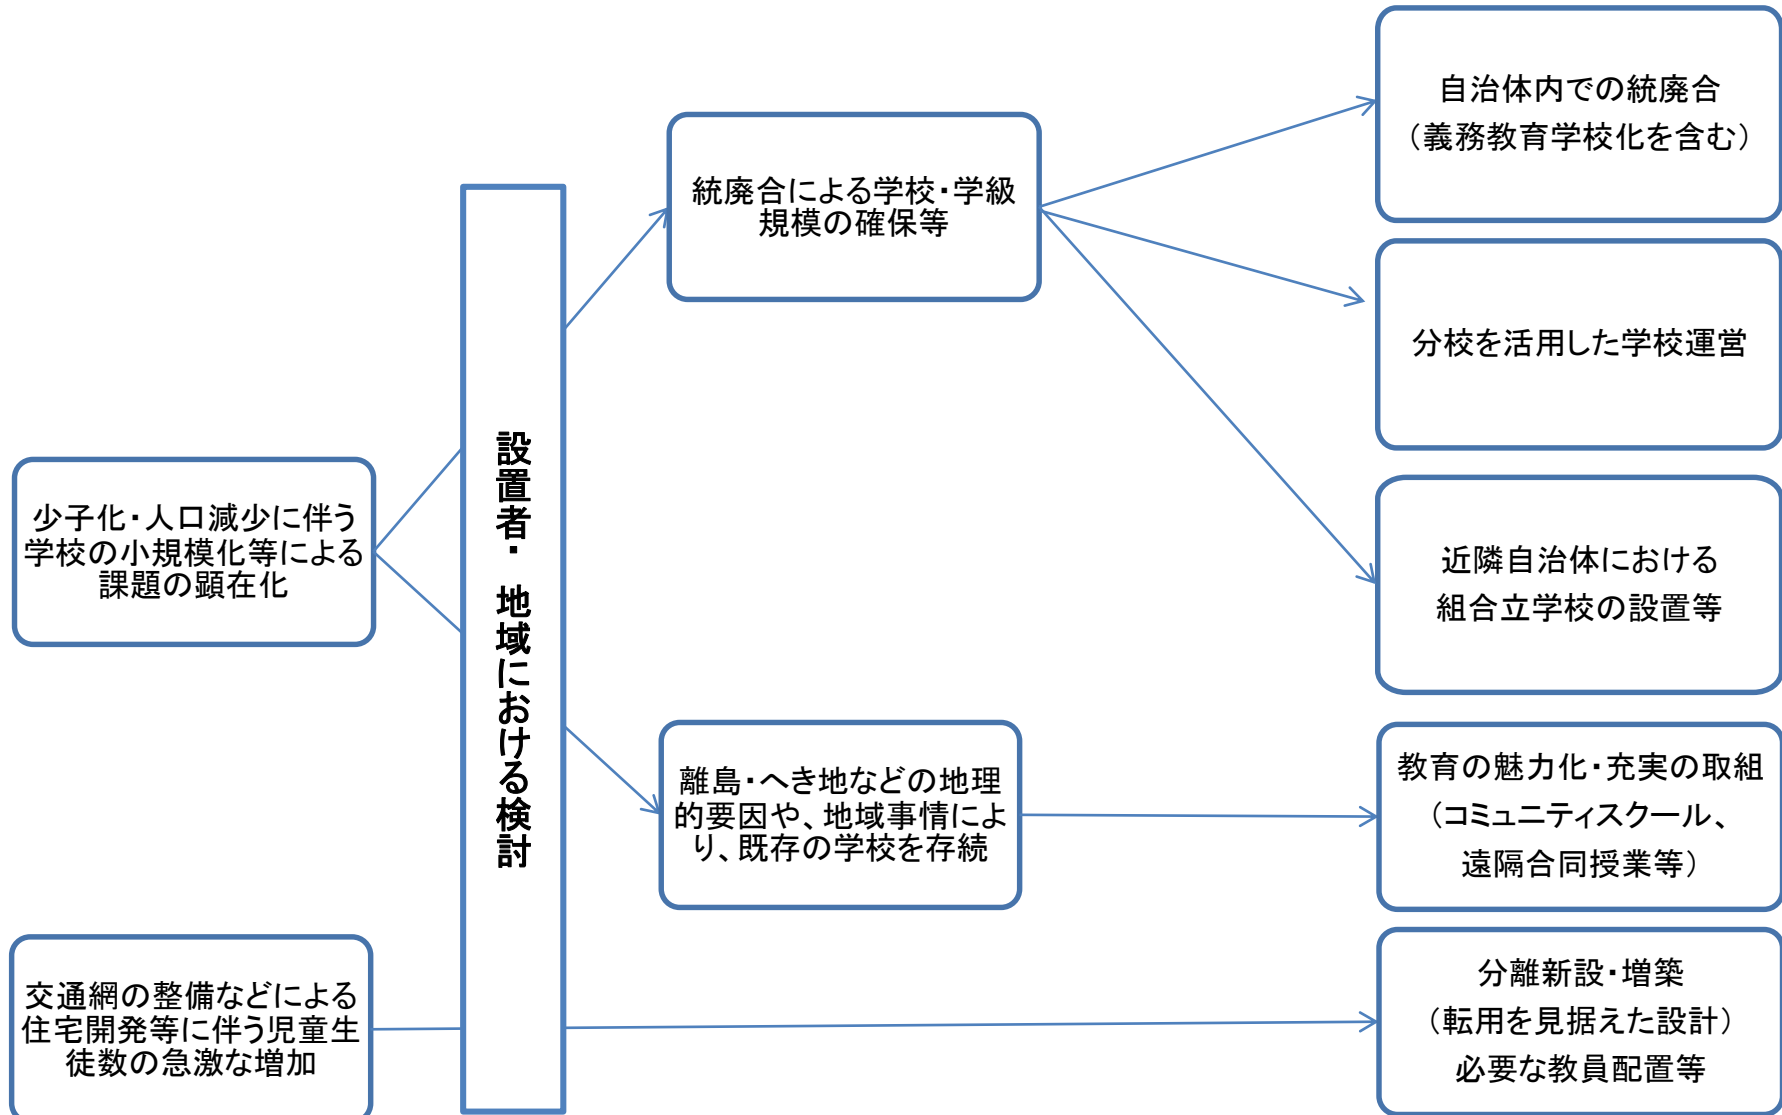 少子化・人口減少に伴う
学校の小規模化等による
課題の顕在化
交通網の整備などによる
住宅開発等に伴う児童生
徒数の急激な増加
設置者・ 地域における検討
統廃合による学校・学級
規模の確保等
離島・へき地などの地理
的要因や、地域事情によ
り、既存の学校を存続
自治体内での統廃合
（義務教育学校化を含む）
分校を活用した学校運営
近隣自治体における
組合立学校の設置等
教育の魅力化・充実の取組
（コミュニティスクール、
遠隔合同授業等）
分離新設・増築
（転用を見据えた設計）
必要な教員配置等